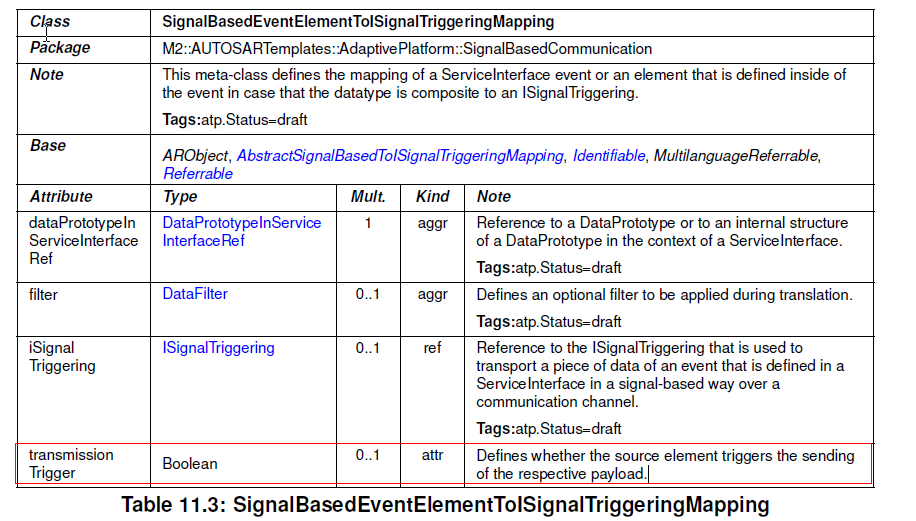 Class SignalBasedEventElementToISignalTriggeringMapping
Package M2::AUTOSARTemplates::AdaptivePlatform::SignalBasedCommunication
Note This meta-class defines the mapping of a ServiceInterface event or an element that is defined inside of
the event in case that the datatype is composite to an ISignalTriggering.
Tags:atp.Status=draft
Base ARObject, AbstractSignalBasedToISignalTriggeringMapping, Identifiable, MultilanguageReferrable,
Referrable
Attribute Type Mult. Kind Note
dataPrototypeIn DataPrototypeInService 1 aggr Reference to a DataPrototype or to an internal structure
ServiceInterface InterfaceRef of a DataPrototype in the context of a ServiceInterface.
Ref
Tags:atp.Status=draft
filter DataFilter 0..1 aggr Defines an optional filter to be applied during translation.
Tags:atp.Status=draft
iSignal ISignalTriggering 0..1 ref Reference to the ISignalTriggering that is used to
Triggering transport a piece of data of an event that is defined in a
ServiceInterface in a signal-based way over a
communication channel.
Tags:atp.Status=draft
transmission Boolean 0..1 attr Defines whether the source element triggers the sending
Trigger of the respective payload.
Table 11.3: SignalBasedEventElementToISignalTriggeringMapping